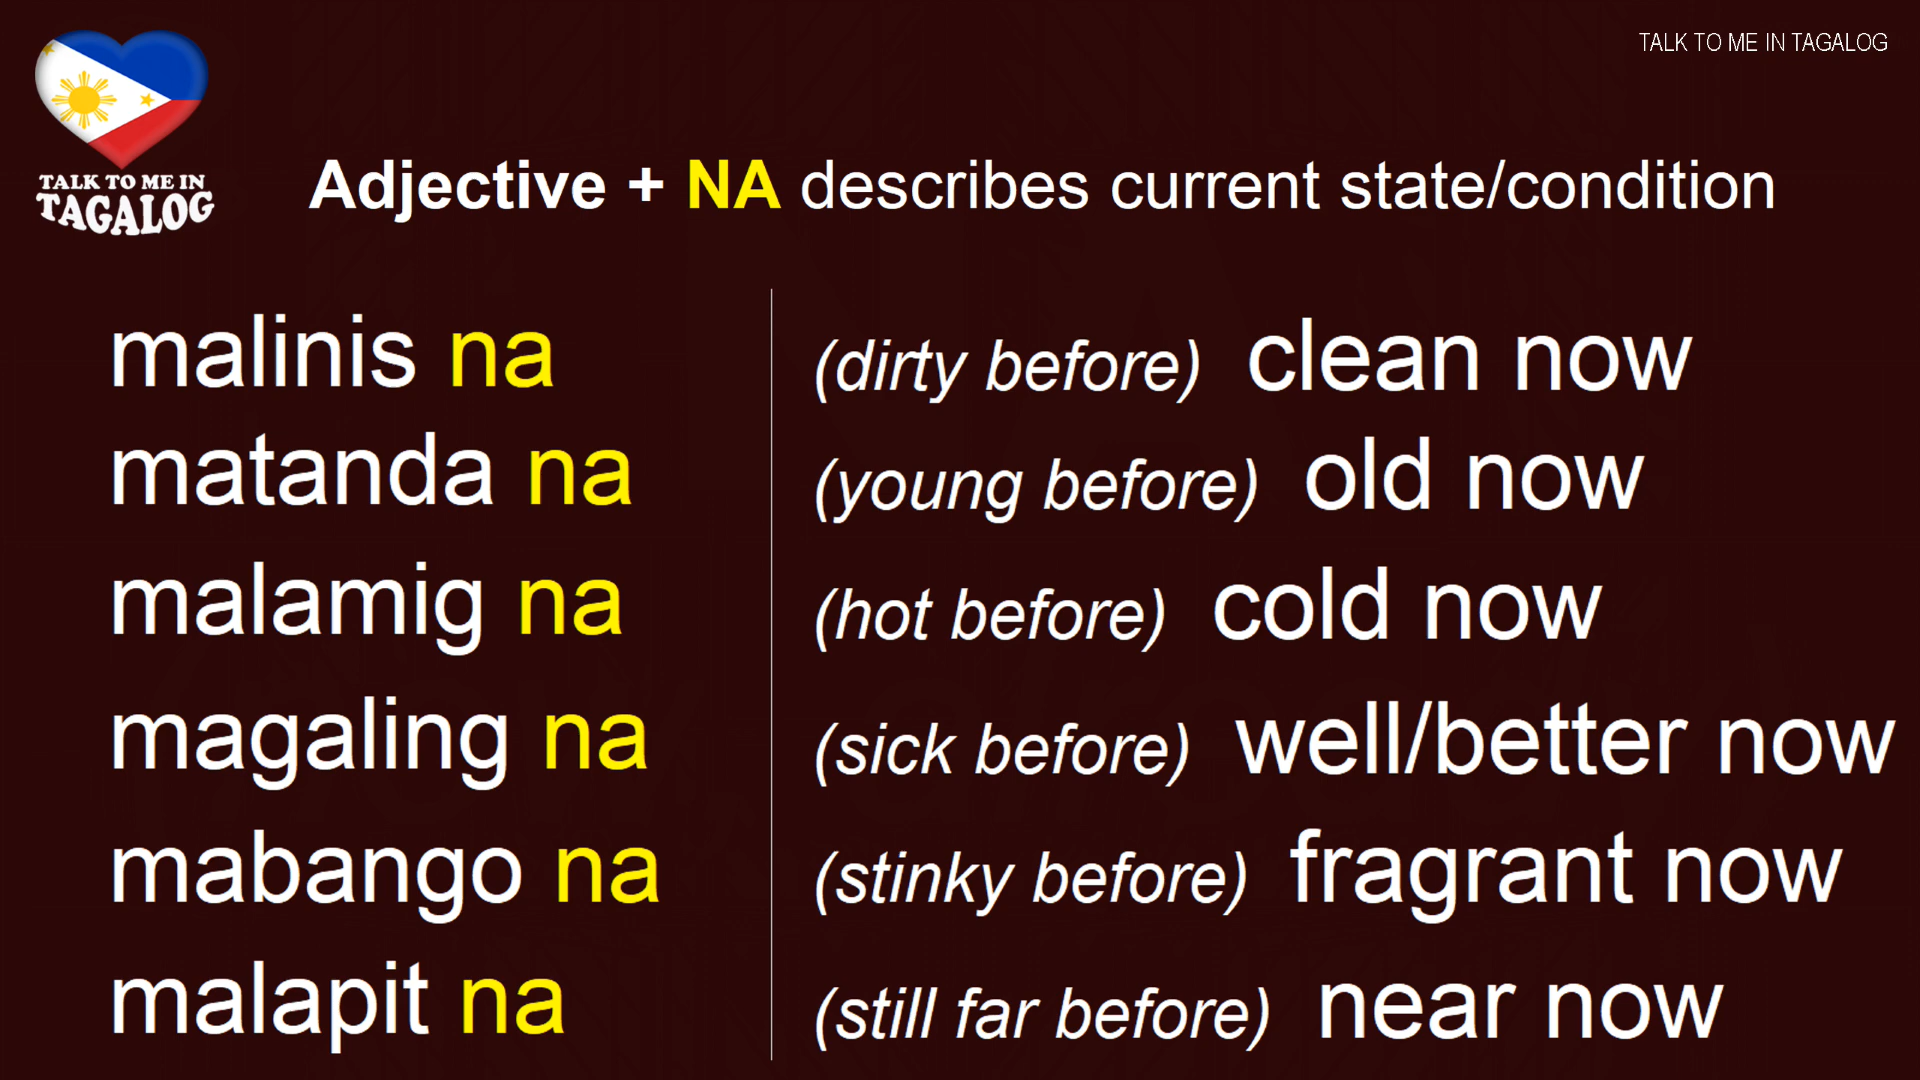 TALK TO ME IN TAGALOG
TALK TO ME IN
TAGALOG
Adjective + NA describes current state/condition
malinis na (dirty before) clean now
matanda na (young before) old now
malamig na (hot before) cold now
magaling na (sick before) well/better now
mabango na (stinky before) fragrant now
malapit na (still far before) near now